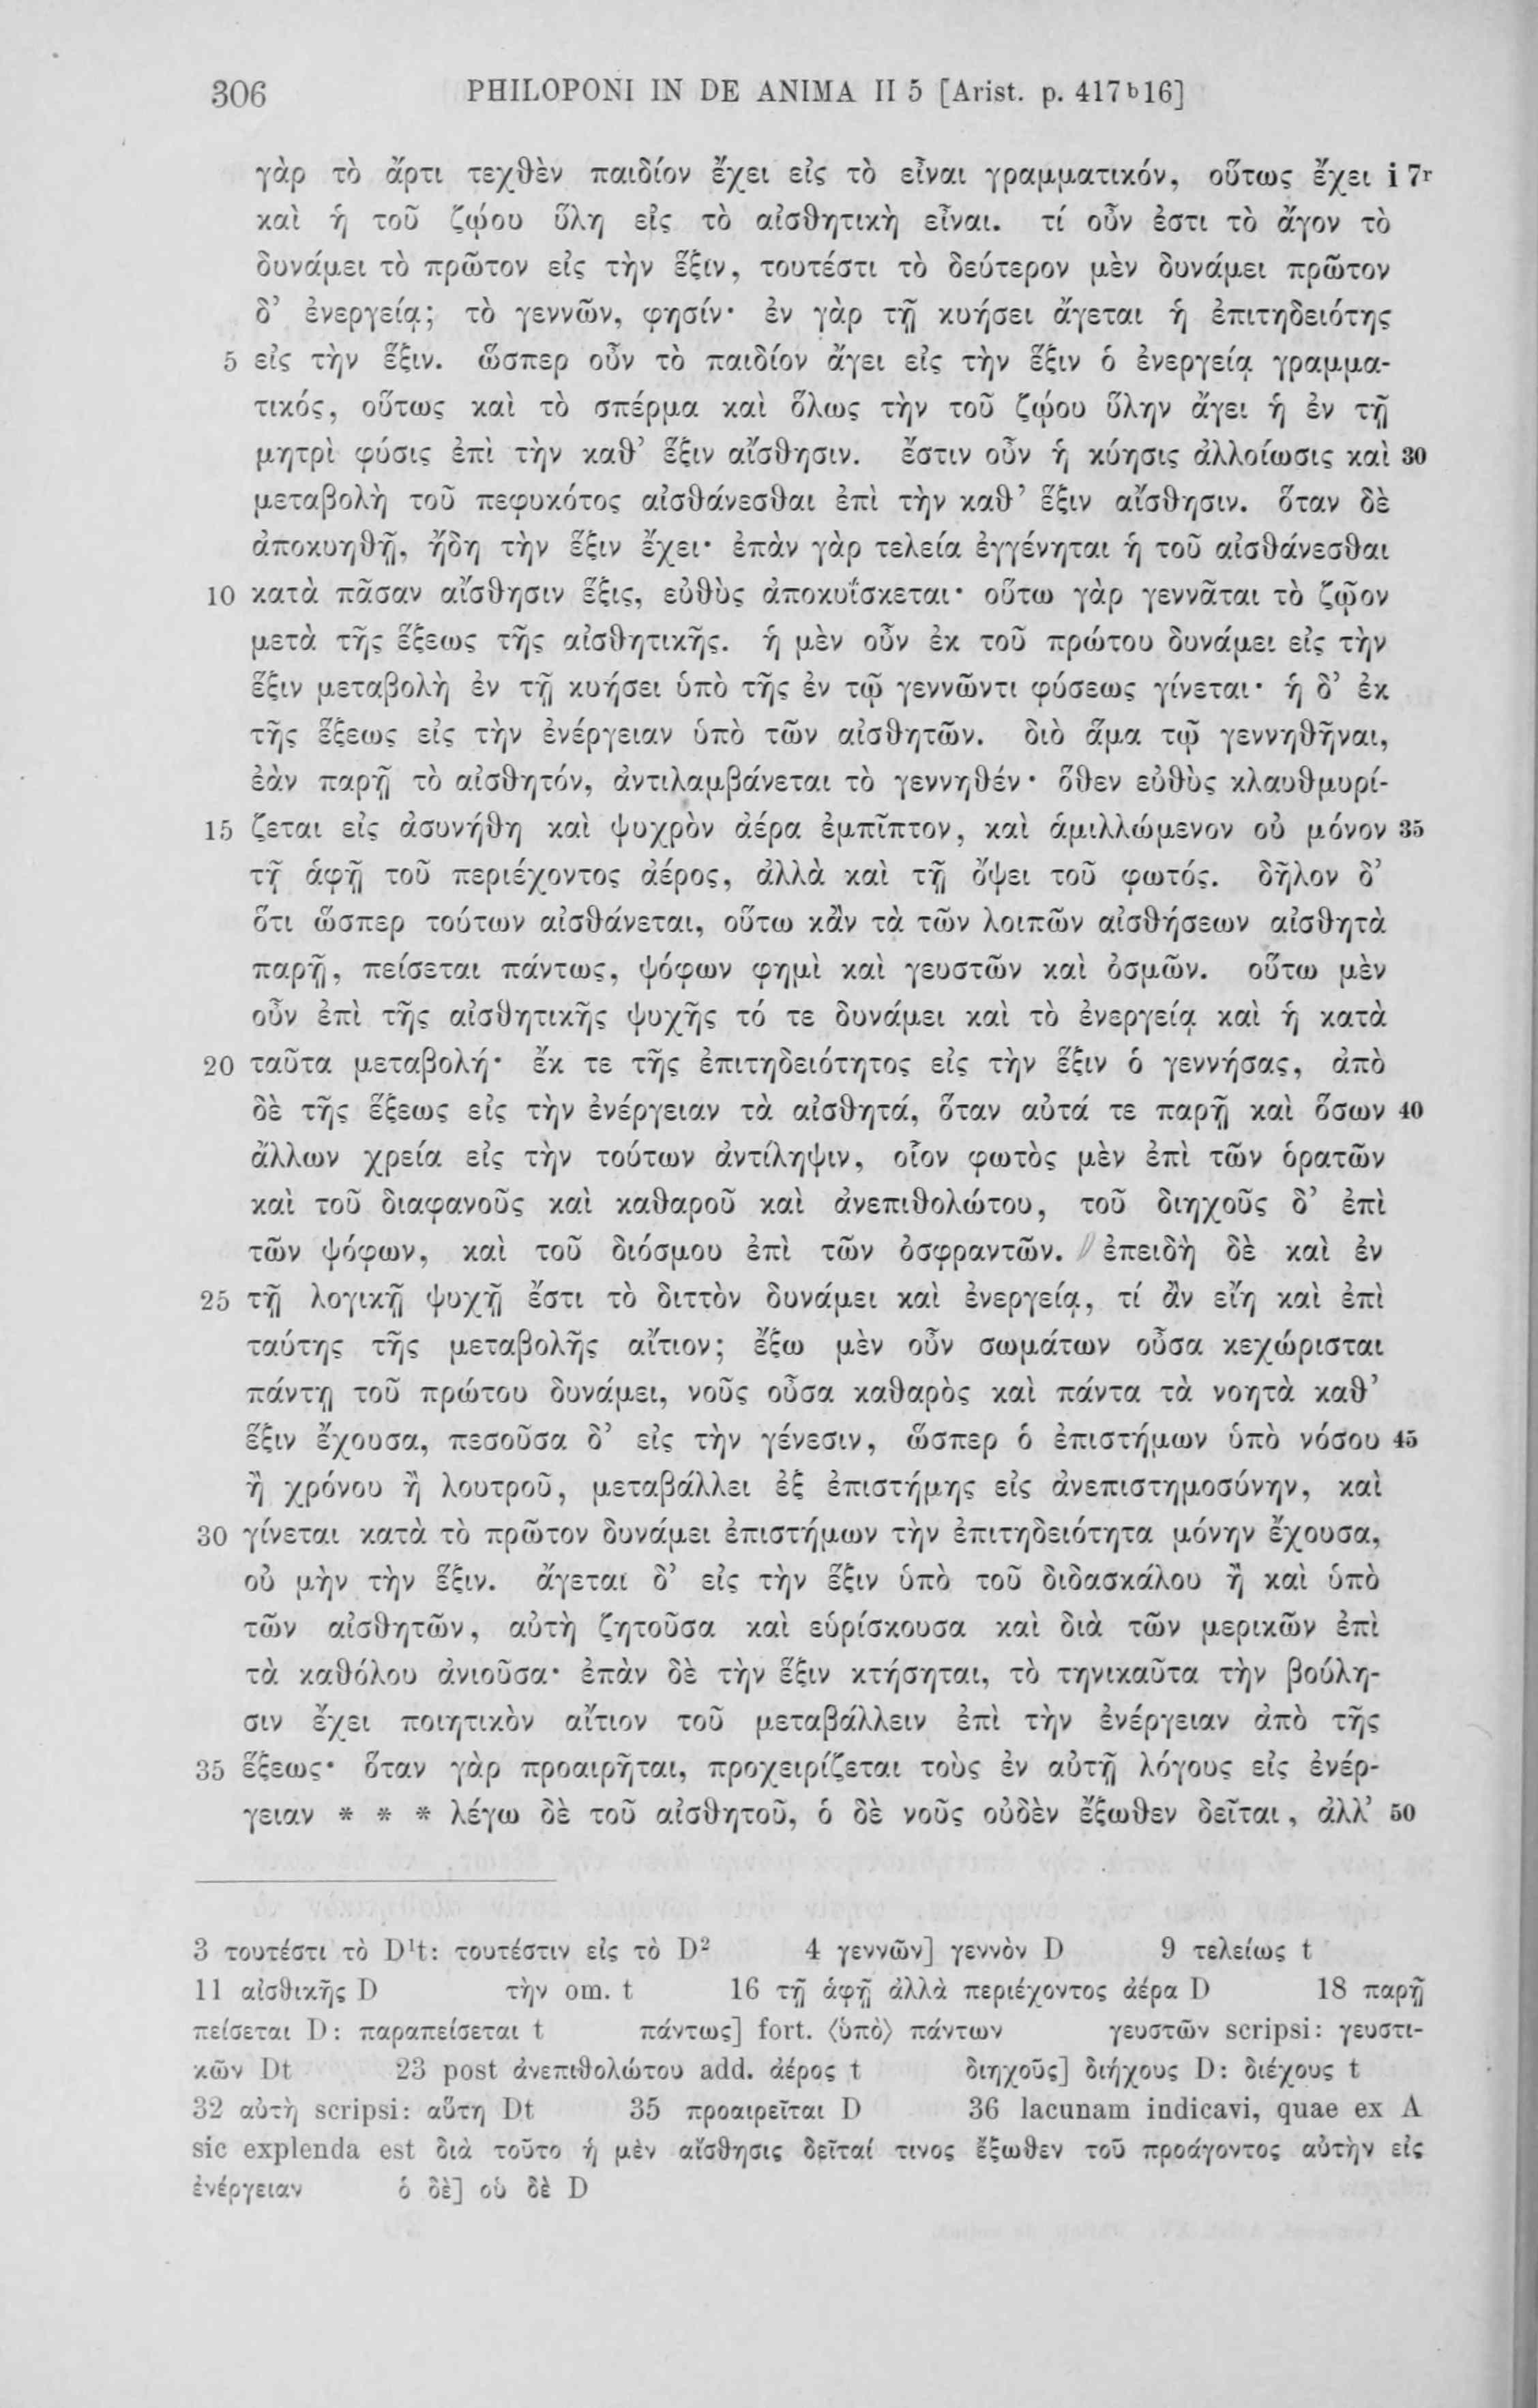 306 PHILOPONI IN DE ANIMA II 5 [Arist. p. 417b16]
γὰρ τὸ ἄρτι τεχθὲν παιδίον ἔχει εἰς τὸ εἶναι γραμματικόν, οὕτως ἔχει i 7r
καὶ ἡ τοῦ ζῴου ὕλη εἰς τὸ αἰσθητικὴ εἶναι. τί οὖν ἐστι τὸ ἄγον τὸ
δυνάμει τὸ πρῶτον εἰς τὴν ἕξιν, τουτέστι τὸ δεύτερον μὲν δυνάμει πρῶτον
δ’ ἐνεργείᾳ; τὸ γεννῶν, φησίν· ἐν γὰρ τῇ κυήσει ἄγεται ἡ ἐπιτηδειότης
5 εἰς τὴν ἕξιν. ὥσπερ οὖν τὸ παιδίον ἄγει εἰς τὴν ἕξιν ὁ ἐνεργείᾳ γραμμα-
τικός, οὕτως καὶ τὸ σπέρμα καὶ ὅλως τὴν τοῦ ζῴου ὕλην ἄγει ἡ ἐν τῇ
μητρὶ φύσις ἐπὶ τὴν καθ’ ἕξιν αἴσθησιν. ἔστιν οὖν ἡ κύησις ἀλλοίωσις καὶ 30
μεταβολὴ τοῦ πεφυκότος αἰσθάνεσθαι ἐπὶ τὴν καθ’ ἕξιν αἴσθησιν. ὅταν δὲ
ἀποκυηθῇ, ἤδη τὴν ἕξιν ἔχει· ἐπὰν γὰρ τελεία ἐγγένηται ἡ τοῦ αἰσθάνεσθαι
10 κατὰ πᾶσαν αἴσθησιν ἕξις, εὐθὺς ἀποκυΐσκεται· οὕτω γὰρ γεννᾶται τὸ ζῷον
μετὰ τῆς ἕξεως τῆς αἰσθητικῆς. ἡ μὲν οὖν ἐκ τοῦ πρώτου δυνάμει εἰς τὴν
ἕξιν μεταβολὴ ἐν τῇ κυήσει ὑπὸ τῆς ἐν τῷ γεννῶντι φύσεως γίνεται· ἡ δ’ ἐκ
τῆς ἕξεως εἰς τὴν ἐνέργειαν ὑπὸ τῶν αἰσθητῶν. διὸ ἅμα τῷ γεννηθῆναι,
ἐὰν παρῇ τὸ αἰσθητόν, ἀντιλαμβάνεται τὸ γεννηθέν· ὅθεν εὐθὺς κλαυθμυρί-
15 ζεται εἰς ἀσυνήθη καὶ ψυχρὸν ἀέρα ἐμπῖπτον, καὶ ἁμιλλώμενον οὐ μόνον 35
τῇ ἁφῇ τοῦ περιέχοντος ἀέρος, ἀλλὰ καὶ τῇ ὄψει τοῦ φωτός. δῆλον δ’
ὅτι ὥσπερ τούτων αἰσθάνεται, οὕτω κἂν τὰ τῶν λοιπῶν αἰσθήσεων αἰσθητὰ
παρῇ, πείσεται πάντως, ψόφων φημὶ καὶ γευστῶν καὶ ὀσμῶν. οὕτω μὲν
οὖν ἐπὶ τῆς αἰσθητικῆς ψυχῆς τό τε δυνάμει καὶ τὸ ἐνεργείᾳ καὶ ἡ κατὰ
20 ταῦτα μεταβολή· ἔκ τε τῆς ἐπιτηδειότητος εἰς τὴν ἕξιν ὁ γεννήσας, ἀπὸ
δὲ τῆς ἕξεως εἰς τὴν ἐνέργειαν τὰ αἰσθητά, ὅταν αὐτά τε παρῇ καὶ ὅσων 40
ἄλλων χρεία εἰς τὴν τούτων ἀντίληψιν, οἷον φωτὸς μὲν ἐπὶ τῶν ὁρατῶν
καὶ τοῦ διαφανοῦς καὶ καθαροῦ καὶ ἀνεπιθολώτου, τοῦ διηχοῦς δ’ ἐπὶ
τῶν ψόφων, καὶ τοῦ διόσμου ἐπὶ τῶν ὀσφραντῶν. ἐπειδὴ δὲ καὶ ἐν
25 τῇ λογικῇ ψυχῇ ἔστι τὸ διττὸν δυνάμει καὶ ἐνεργείᾳ, τί ἂν εἴη καὶ ἐπὶ
ταύτης τῆς μεταβολῆς αἴτιον; ἔξω μὲν οὖν σωμάτων οὖσα κεχώρισται
πάντῃ τοῦ πρώτου δυνάμει, νοῦς οὖσα καθαρὸς καὶ πάντα τὰ νοητὰ καθ’
ἕξιν ἔχουσα, πεσοῦσα δ’ εἰς τὴν γένεσιν, ὥσπερ ὁ ἐπιστήμων ὑπὸ νόσου 45
ἢ χρόνου ἢ λουτροῦ, μεταβάλλει ἐξ ἐπιστήμης εἰς ἀνεπιστημοσύνην, καὶ
30 γίνεται κατὰ τὸ πρῶτον δυνάμει ἐπιστήμων τὴν ἐπιτηδειότητα μόνην ἔχουσα,
οὐ μὴν τὴν ἕξιν. ἄγεται δ’ εἰς τὴν ἕξιν ὑπὸ τοῦ διδασκάλου ἢ καὶ ὑπὸ
τῶν αἰσθητῶν, αὐτὴ ζητοῦσα καὶ εὑρίσκουσα καὶ διὰ τῶν μερικῶν ἐπὶ
τὰ καθόλου ἀνιοῦσα· ἐπὰν δὲ τὴν ἕξιν κτήσηται, τὸ τηνικαῦτα τὴν βούλη-
σιν ἔχει ποιητικὸν αἴτιον τοῦ μεταβάλλειν ἐπὶ τὴν ἐνέργειαν ἀπὸ τῆς
35 ἕξεως· ὅταν γὰρ προαιρῆται, προχειρίζεται τοὺς ἐν αὐτῇ λόγους εἰς ἐνέρ-
γειαν * * * λέγω δὲ τοῦ αἰσθητοῦ, ὁ δὲ νοῦς οὐδὲν ἔξωθεν δεῖται, ἀλλ’ 50
3 τουτέστι τὸ D¹t: τουτέστιν εἰς τὸ D² 4 γεννῶν] γεννὸν D 9 τελείως t
11 αἰσθικῆς D τὴν om. t 16 τῇ ἁφῇ ἀλλὰ περιέχοντος ἀέρα D 18 παρῇ
πείσεται D: παραπείσεται t πάντως] fort. ⟨ὑπὸ⟩ πάντων γευστῶν scripsi: γευστι-
κῶν Dt 23 post ἀνεπιθολώτου add. ἀέρος t διηχοῦς] διήχους D: διέχους t
32 αὐτὴ scripsi: αὕτη Dt 35 προαιρεῖται D 36 lacunam indicavi, quae ex A
sic explenda est διὰ τοῦτο ἡ μὲν αἴσθησις δεῖταί τινος ἔξωθεν τοῦ προάγοντος αὐτὴν εἰς
ἐνέργειαν ὁ δὲ] οὐ δὲ D